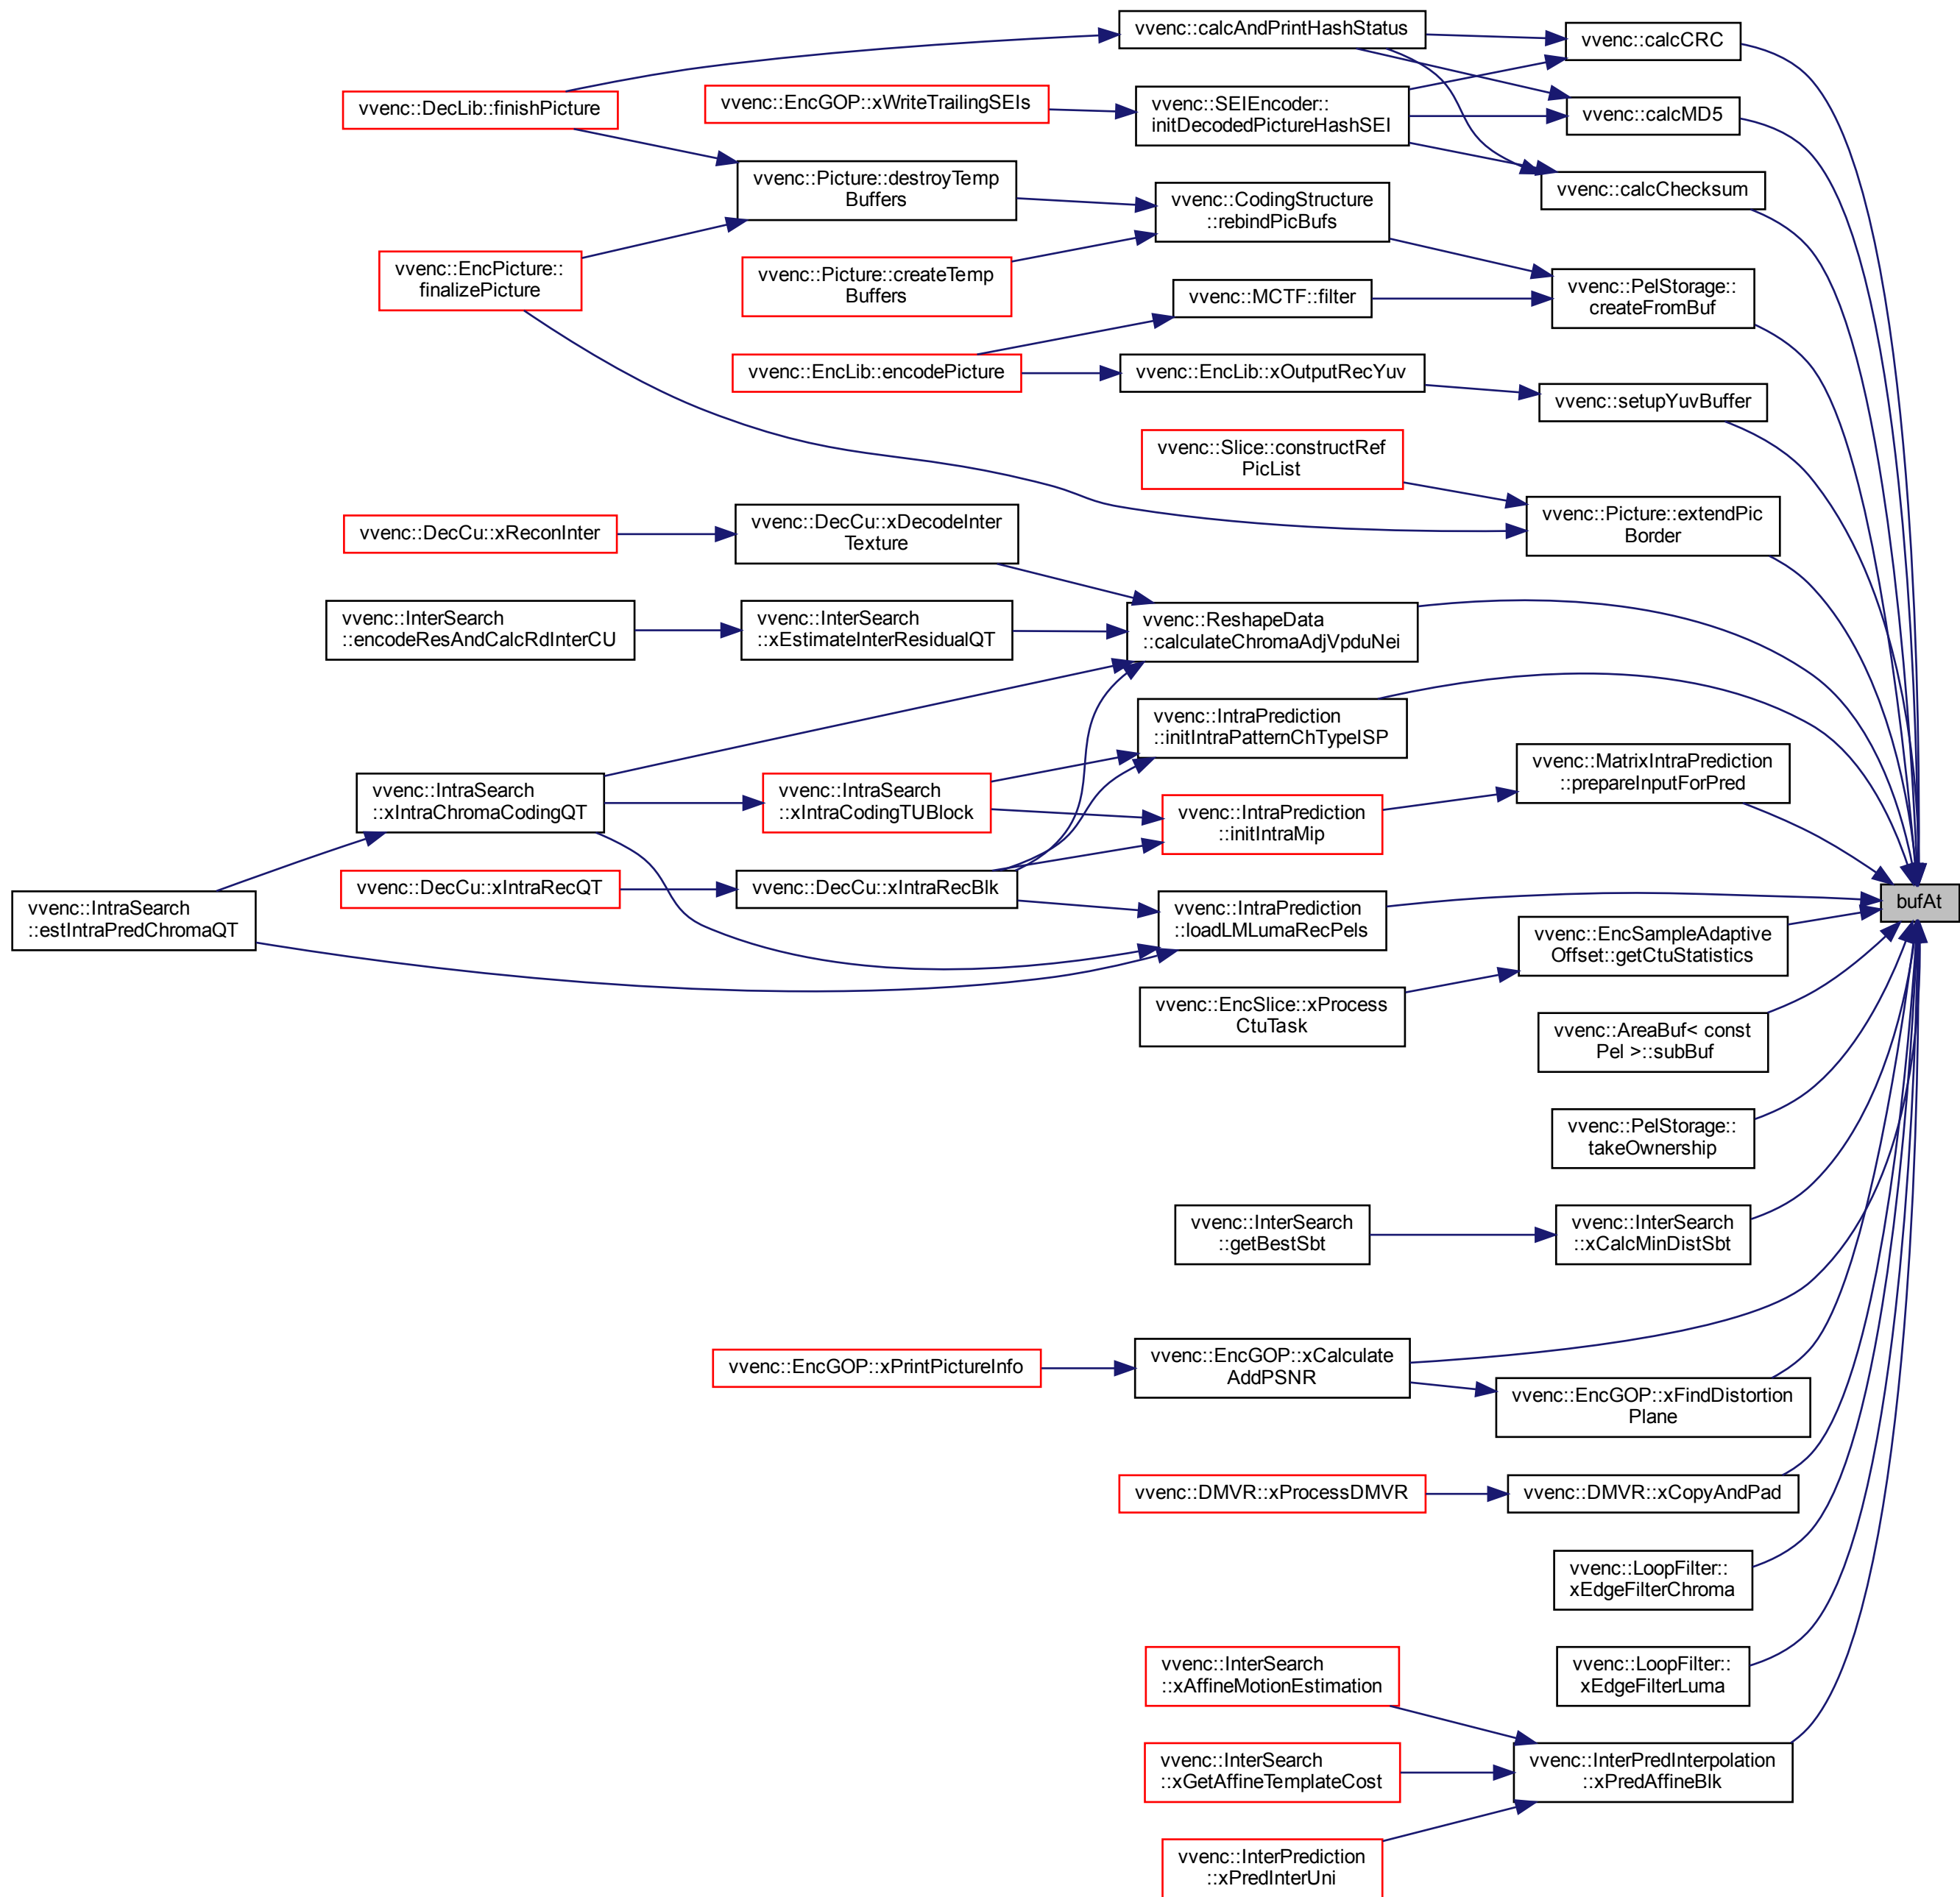 vvenc::calcAndPrintHashStatus
vvenc::calcCRC
vvenc::DecLib::finishPicture
vvenc::EncGOP::xWriteTrailingSEIs
vvenc::SEIEncoder::
initDecodedPictureHashSEI
vvenc::calcMD5
vvenc::Picture::destroyTemp
Buffers
vvenc::CodingStructure
::rebindPicBufs
vvenc::calcChecksum
vvenc::EncPicture::
finalizePicture
vvenc::Picture::createTemp
Buffers
vvenc::MCTF::filter
vvenc::PelStorage::
createFromBuf
vvenc::EncLib::encodePicture
vvenc::EncLib::xOutputRecYuv
vvenc::setupYuvBuffer
vvenc::Slice::constructRef
PicList
vvenc::DecCu::xReconInter
vvenc::DecCu::xDecodeInter
Texture
vvenc::Picture::extendPic
Border
vvenc::InterSearch
::encodeResAndCalcRdInterCU
vvenc::InterSearch
::xEstimateInterResidualQT
vvenc::ReshapeData
::calculateChromaAdjVpduNei
vvenc::IntraPrediction
::initIntraPatternChTypeISP
vvenc::IntraSearch
::xIntraChromaCodingQT
vvenc::IntraSearch
::xIntraCodingTUBlock
vvenc::IntraPrediction
::initIntraMip
vvenc::MatrixIntraPrediction
::prepareInputForPred
vvenc::IntraSearch
::estIntraPredChromaQT
vvenc::DecCu::xIntraRecQT
vvenc::DecCu::xIntraRecBlk
vvenc::IntraPrediction
::loadLMLumaRecPels
bufAt
vvenc::EncSampleAdaptive
Offset::getCtuStatistics
vvenc::EncSlice::xProcess
CtuTask
vvenc::AreaBuf< const
Pel >::subBuf
vvenc::PelStorage::
takeOwnership
vvenc::InterSearch
::getBestSbt
vvenc::InterSearch
::xCalcMinDistSbt
vvenc::EncGOP::xPrintPictureInfo
vvenc::EncGOP::xCalculate
AddPSNR
vvenc::EncGOP::xFindDistortion
Plane
vvenc::DMVR::xProcessDMVR
vvenc::DMVR::xCopyAndPad
vvenc::LoopFilter::
xEdgeFilterChroma
vvenc::LoopFilter::
xEdgeFilterLuma
vvenc::InterSearch
::xAffineMotionEstimation
vvenc::InterSearch
::xGetAffineTemplateCost
vvenc::InterPredInterpolation
::xPredAffineBlk
vvenc::InterPrediction
::xPredInterUni